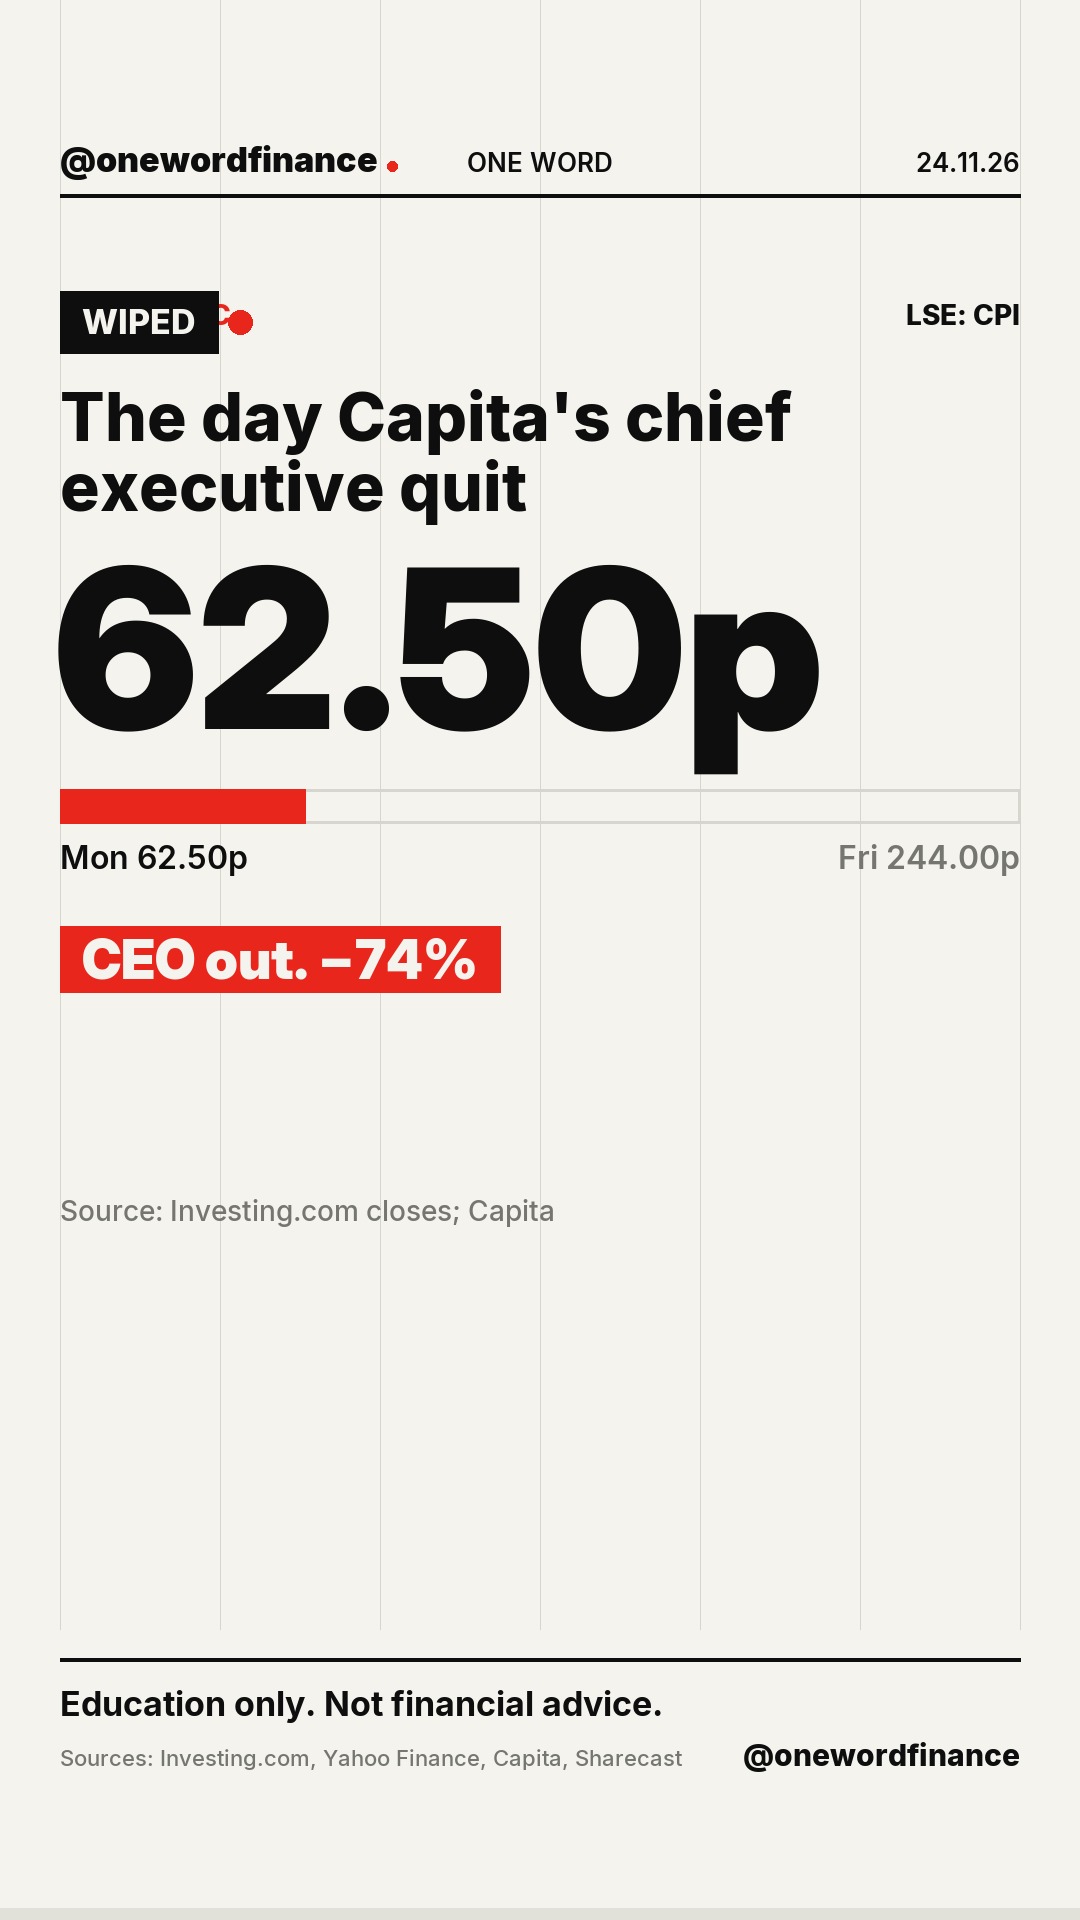 @onewordfinance
ONE WORD
24.11.26
WIPED
LSE: CPI
The day Capita's chief
executive quit
62.50p
Mon 62.50p
Fri 244.00p
CEO out. –74%
Source: Investing.com closes; Capita
Education only. Not financial advice.
Sources: Investing.com, Yahoo Finance, Capita, Sharecast
@onewordfinance